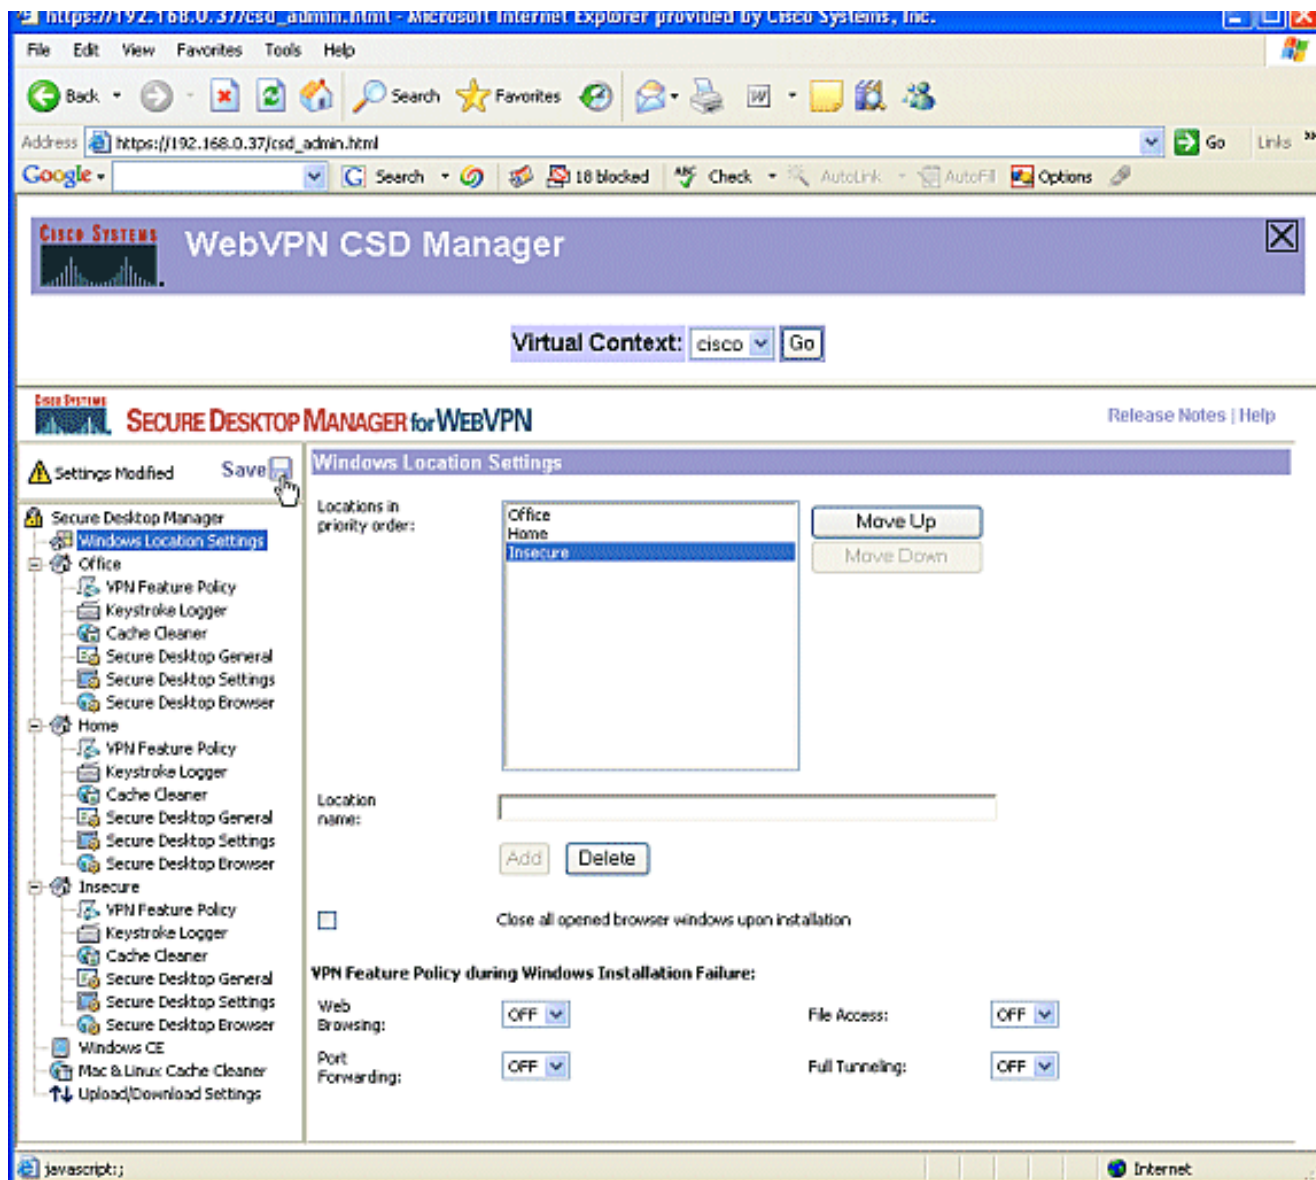 https://192.168.0.37/csd_admin.html - Microsoft Internet Explorer provided by Cisco Systems, Inc.
File Edit View Favorites Tools Help
Back Search Favorites
Address https://192.168.0.37/csd_admin.html Go Links »
Google Search 18 blocked ABC Check AutoLink AutoFill Options
CISCO SYSTEMS WebVPN CSD Manager
Virtual Context: cisco Go
CISCO SYSTEMS SECURE DESKTOP MANAGER for WEBVPN Release Notes | Help
Settings Modified Save
Secure Desktop Manager
Windows Location Settings
Office
VPN Feature Policy
Keystroke Logger
Cache Cleaner
Secure Desktop General
Secure Desktop Settings
Secure Desktop Browser
Home
VPN Feature Policy
Keystroke Logger
Cache Cleaner
Secure Desktop General
Secure Desktop Settings
Secure Desktop Browser
Insecure
VPN Feature Policy
Keystroke Logger
Cache Cleaner
Secure Desktop General
Secure Desktop Settings
Secure Desktop Browser
Windows CE
Mac & Linux Cache Cleaner
Upload/Download Settings
Windows Location Settings
Locations in
priority order:
Office
Home
Insecure
Move Up
Move Down
Location
name:
Add Delete
Close all opened browser windows upon installation
VPN Feature Policy during Windows Installation Failure:
Web
Browsing: OFF File Access: OFF
Port
Forwarding: OFF Full Tunneling: OFF
javascript:; Internet